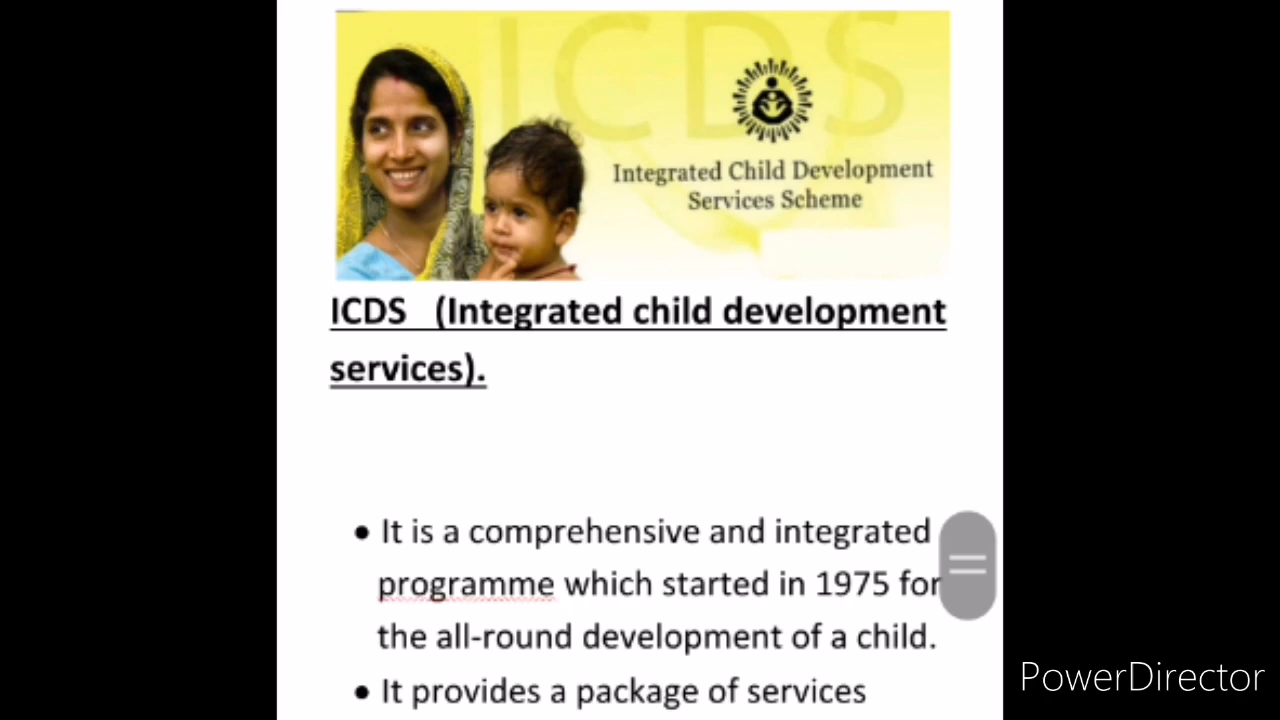 ICDS
Integrated Child Development
Services Scheme
ICDS (Integrated child development
services).
• It is a comprehensive and integrated
programme which started in 1975 for
the all-round development of a child.
• It provides a package of services
PowerDirector